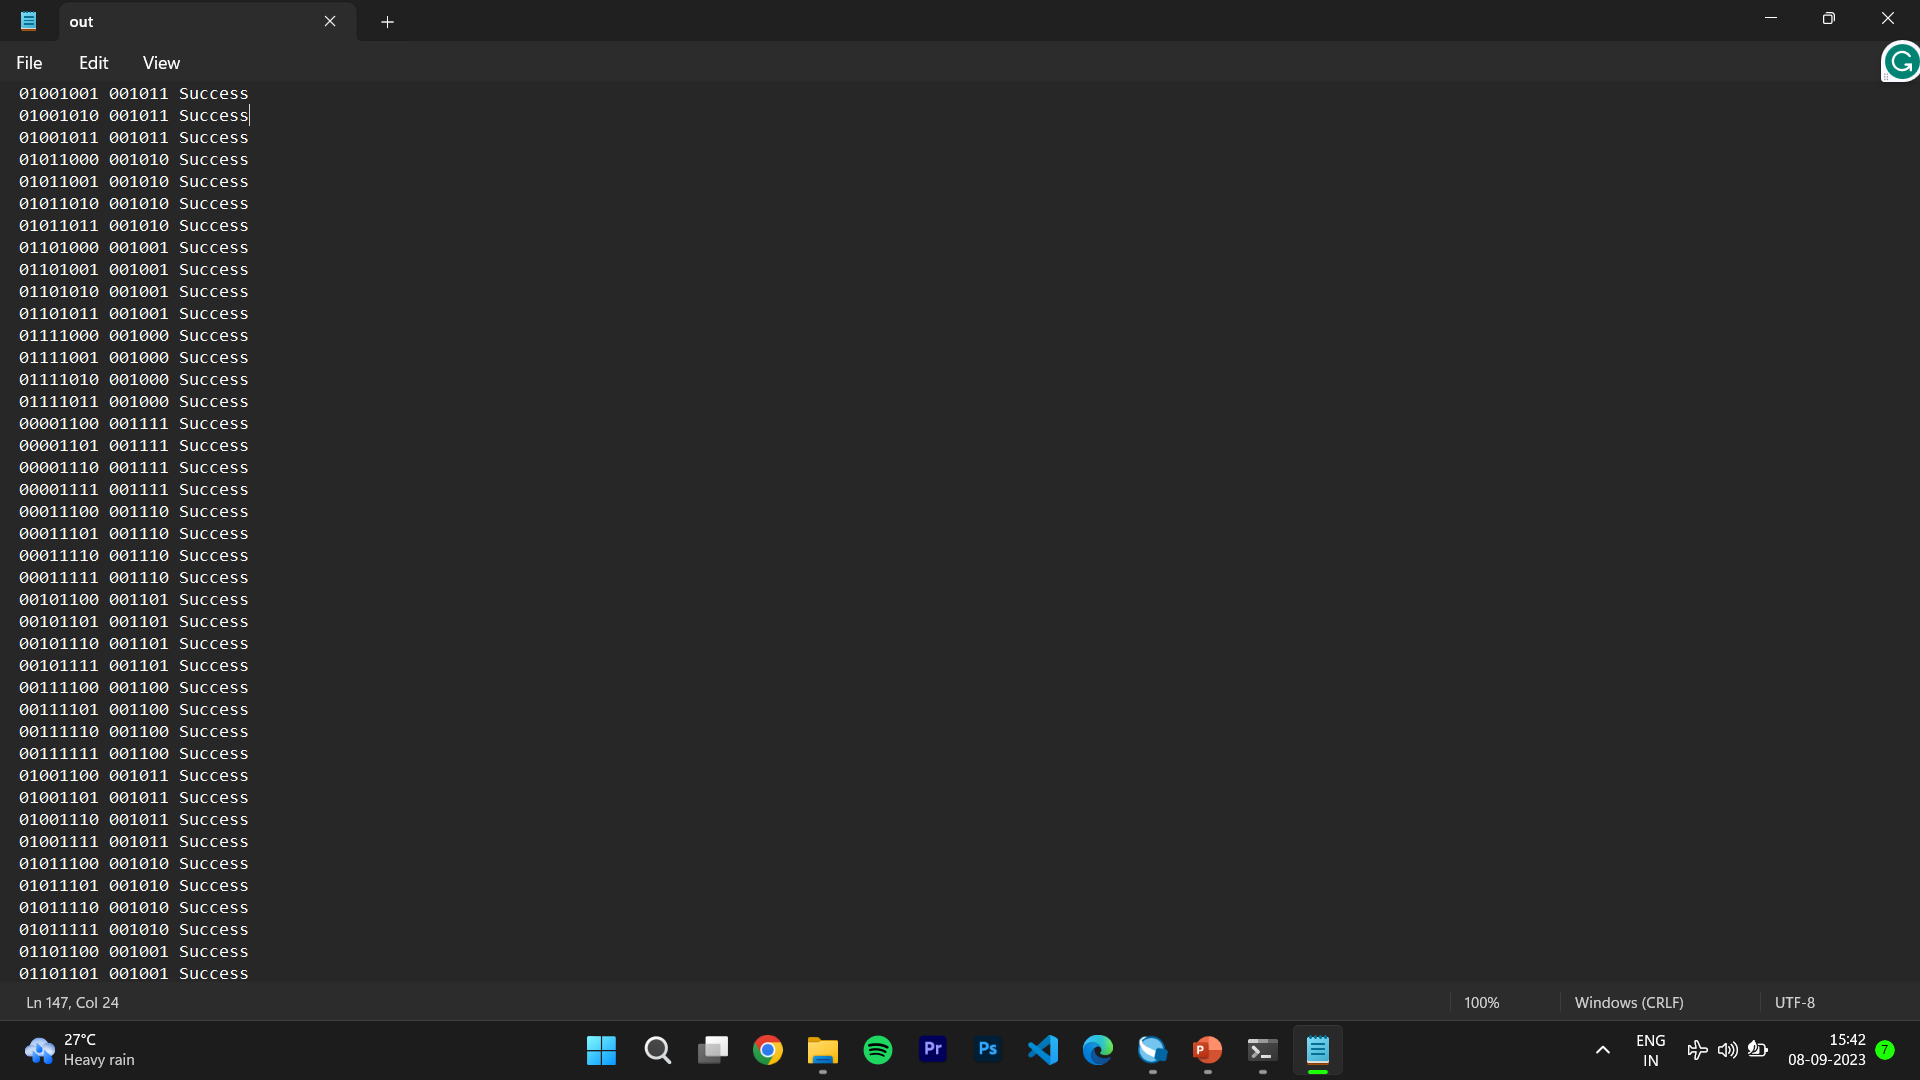 out
File Edit View
01001001 001011 Success
01001010 001011 Success
01001011 001011 Success
01011000 001010 Success
01011001 001010 Success
01011010 001010 Success
01011011 001010 Success
01101000 001001 Success
01101001 001001 Success
01101010 001001 Success
01101011 001001 Success
01111000 001000 Success
01111001 001000 Success
01111010 001000 Success
01111011 001000 Success
00001100 001111 Success
00001101 001111 Success
00001110 001111 Success
00001111 001111 Success
00011100 001110 Success
00011101 001110 Success
00011110 001110 Success
00011111 001110 Success
00101100 001101 Success
00101101 001101 Success
00101110 001101 Success
00101111 001101 Success
00111100 001100 Success
00111101 001100 Success
00111110 001100 Success
00111111 001100 Success
01001100 001011 Success
01001101 001011 Success
01001110 001011 Success
01001111 001011 Success
01011100 001010 Success
01011101 001010 Success
01011110 001010 Success
01011111 001010 Success
01101100 001001 Success
01101101 001001 Success
Ln 147, Col 24 100% Windows (CRLF) UTF-8
27°C
Heavy rain
Pr Ps P
ENG
IN
15:42
08-09-2023
7